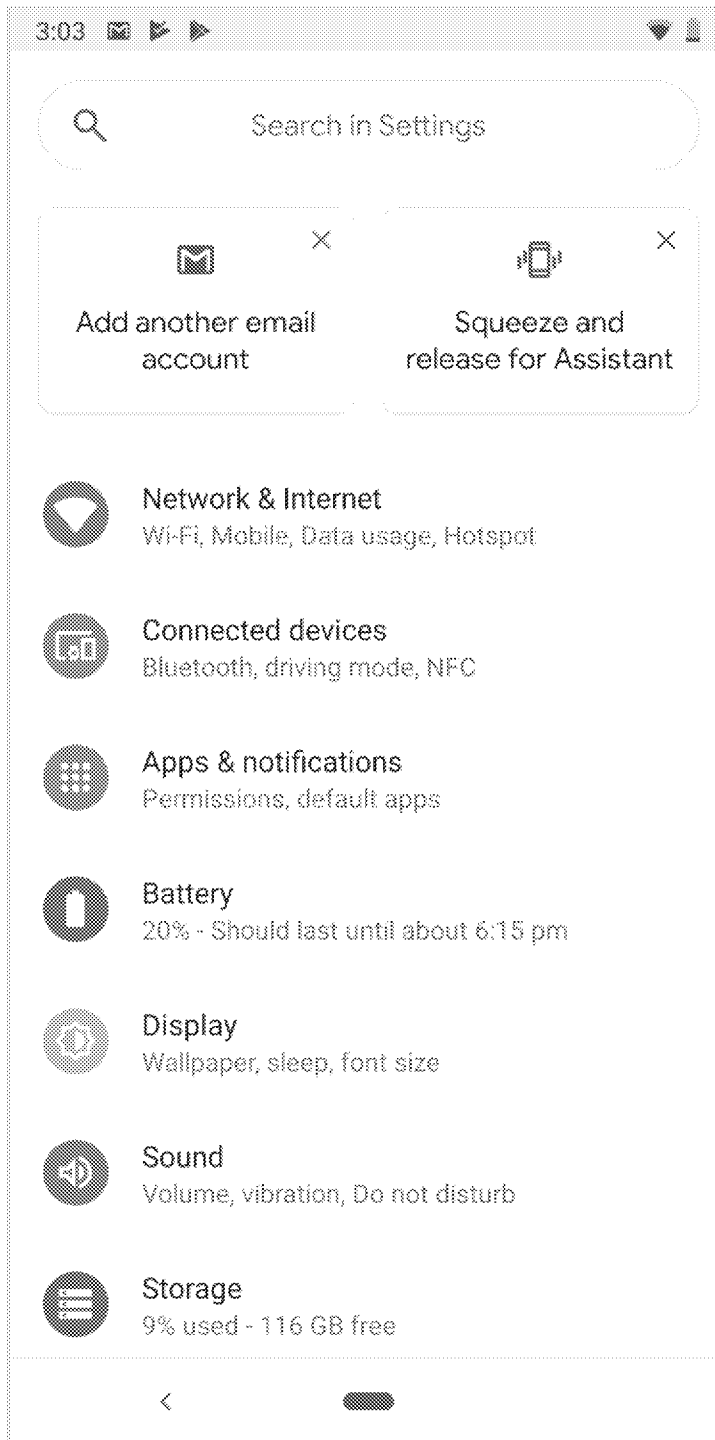 3:03
Search in Settings
Add another email
account
Squeeze and
release for Assistant
Network & Internet
Wi-Fi, Mobile, Data usage, Hotspot
Connected devices
Bluetooth, driving mode, NFC
Apps & notifications
Permissions, default apps
Battery
20% - Should last until about 6:15 pm
Display
Wallpaper, sleep, font size
Sound
Volume, vibration, Do not disturb
Storage
9% used - 116 GB free